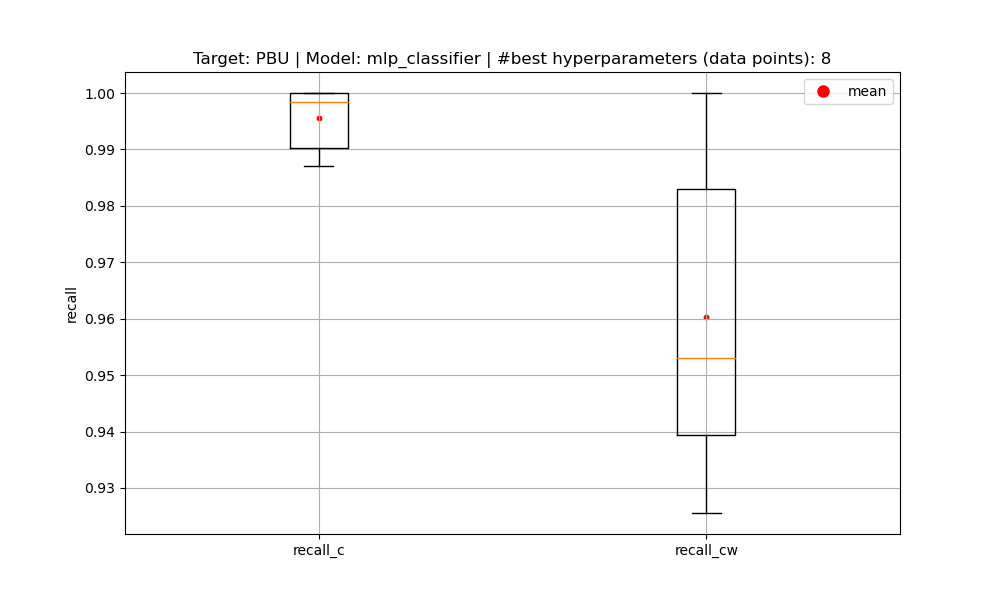 Target: PBU | Model: mlp_classifier | #best hyperparameters (data points): 8
mean
1.00
0.99
0.98
0.97
0.96
0.95
0.94
0.93
recall
recall_c
recall_cw